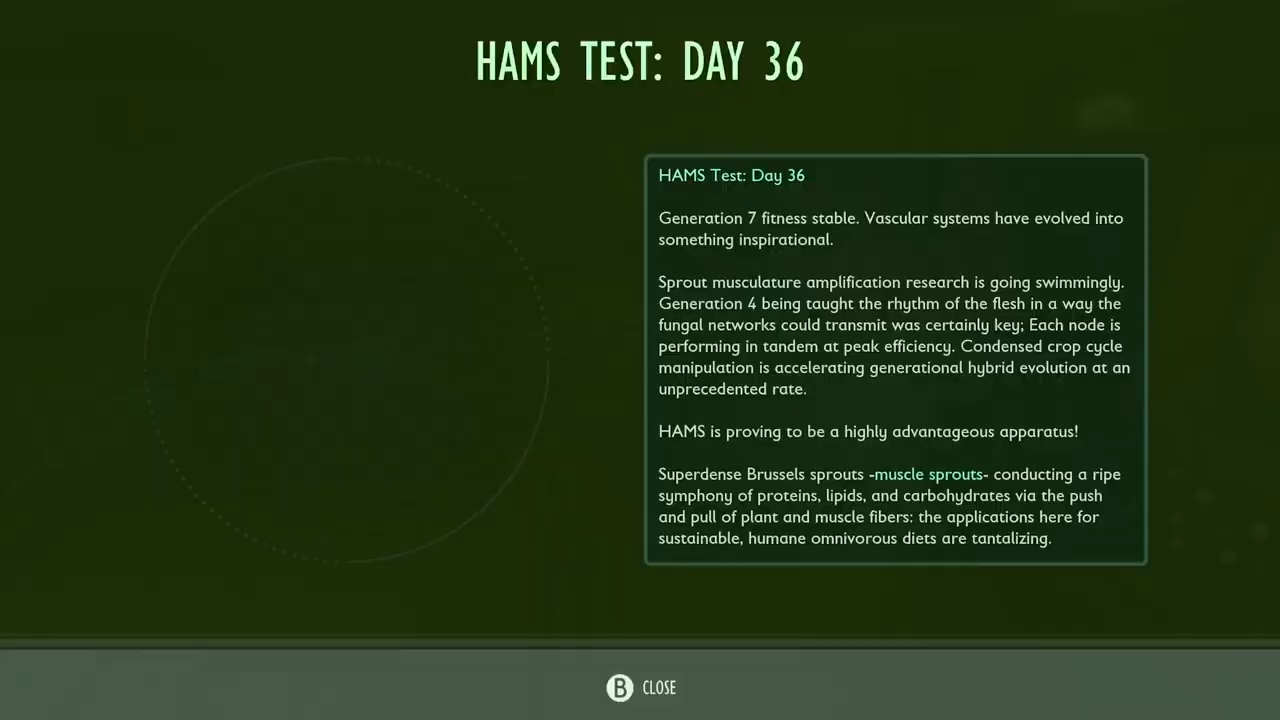 HAMS TEST: DAY 36
HAMS Test: Day 36
Generation 7 fitness stable. Vascular systems have evolved into
something inspirational.
Sprout musculature amplification research is going swimmingly.
Generation 4 being taught the rhythm of the flesh in a way the
fungal networks could transmit was certainly key; Each node is
performing in tandem at peak efficiency. Condensed crop cycle
manipulation is accelerating generational hybrid evolution at an
unprecedented rate.
HAMS is proving to be a highly advantageous apparatus!
Superdense Brussels sprouts -muscle sprouts- conducting a ripe
symphony of proteins, lipids, and carbohydrates via the push
and pull of plant and muscle fibers: the applications here for
sustainable, humane omnivorous diets are tantalizing.
B CLOSE